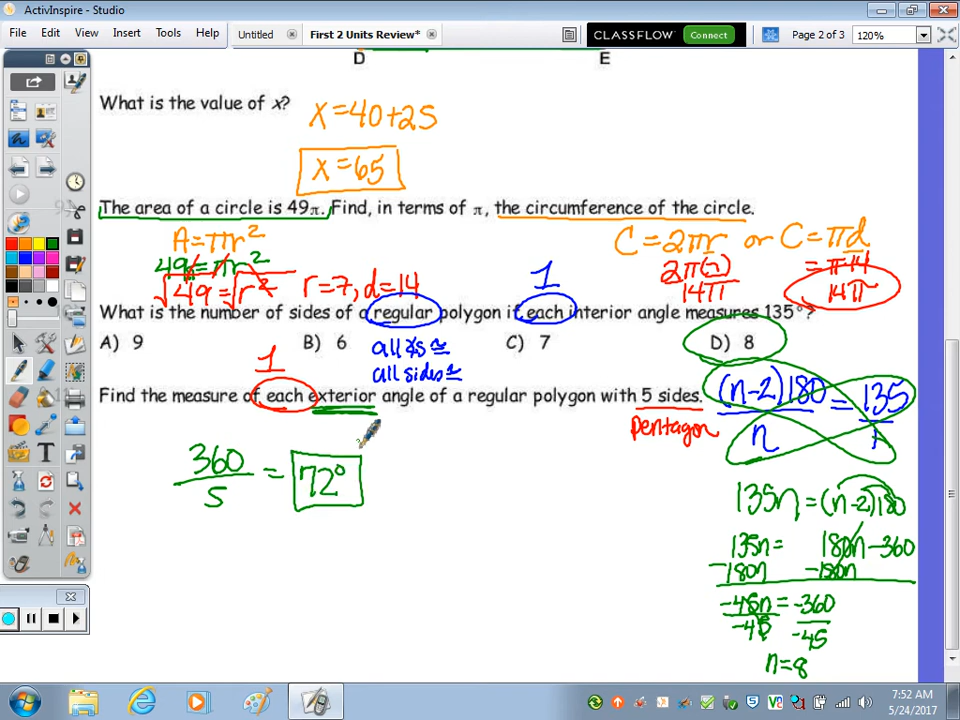 ActivInspire - Studio
File Edit View Insert Tools Help Untitled First 2 Units Review* CLASSFLOW Connect Page 2 of 3 120%
D E
What is the value of x?
x=40+25
x=65
The area of a circle is 49π. Find, in terms of π, the circumference of the circle.
A=πr²
49π=πr²
√49=√r² r=7, d=14
C=2πr or C=πd
2π(7) =π14
14π 14π
1
What is the number of sides of a regular polygon if each interior angle measures 135°?
A) 9 B) 6 C) 7 D) 8
all ∡s ≅
all sides ≅
1
Find the measure of each exterior angle of a regular polygon with 5 sides.
pentagon
360/5 = 72°
(n-2)180/n = 135/1
135n=(n-2)180
135n= 180n-360
-180n -180n
-45n=-360
-45 -45
n=8
7:52 AM
5/24/2017